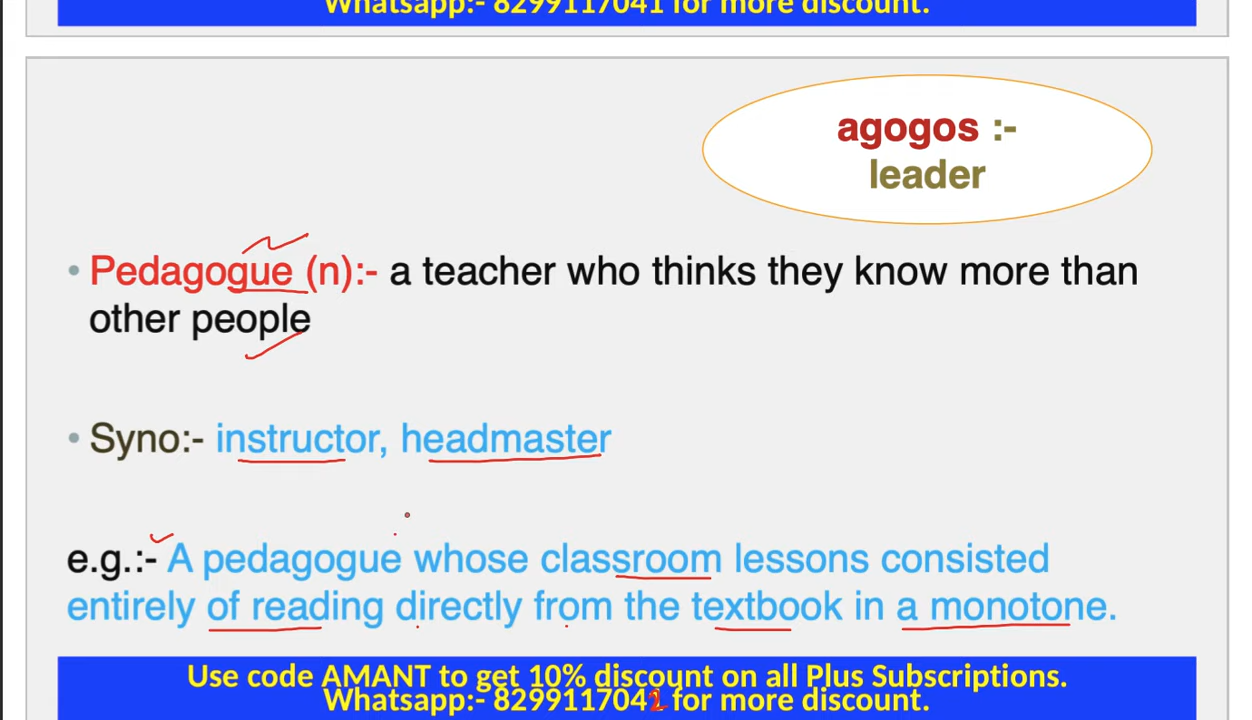 Whatsapp:- 8299117041 for more discount.
agogos :-
leader
• Pedagogue (n):- a teacher who thinks they know more than
other people
• Syno:- instructor, headmaster
e.g.:- A pedagogue whose classroom lessons consisted
entirely of reading directly from the textbook in a monotone.
Use code AMANT to get 10% discount on all Plus Subscriptions.
Whatsapp:- 8299117042 for more discount.